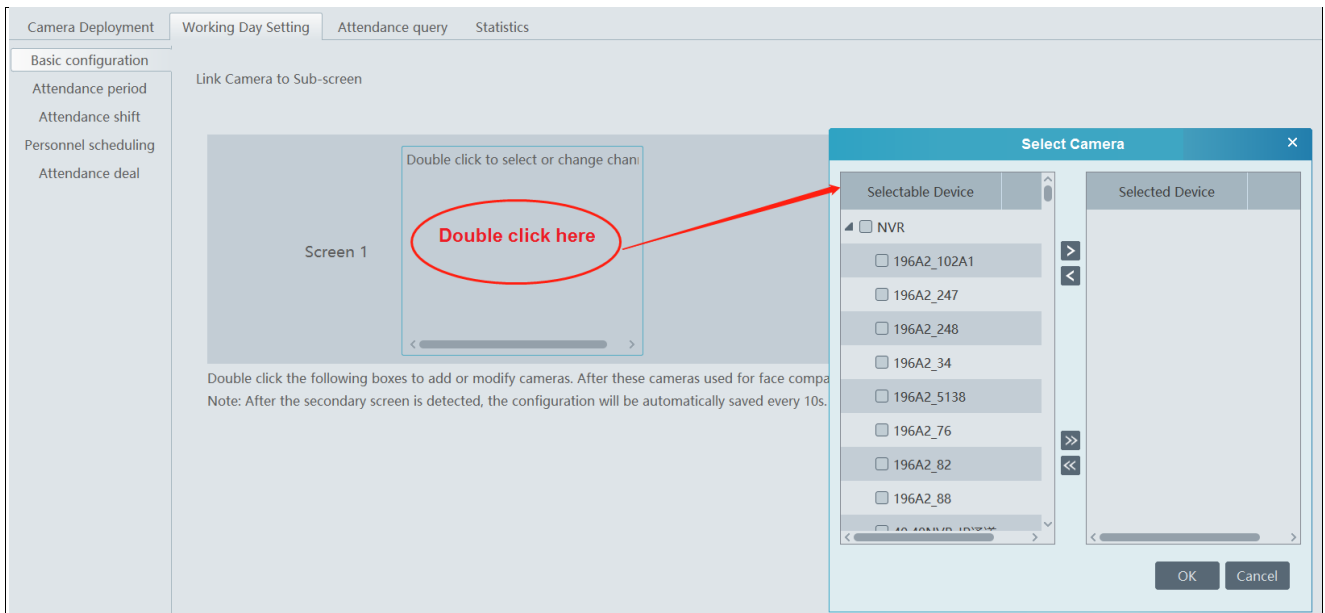 Camera Deployment
Working Day Setting
Attendance query
Statistics
Basic configuration
Attendance period
Attendance shift
Personnel scheduling
Attendance deal
Link Camera to Sub-screen
Screen 1
Double click to select or change
Double click here
Double click the following boxes to add or modify cameras. After these cameras used for face
Note: After the secondary screen is detected, the configuration will be automatically saved every 10s.
Select Camera
Selectable Device
NVR
196A2_102A1
196A2_247
196A2_248
196A2_34
196A2_5138
196A2_76
196A2_82
196A2_88
Selected Device
OK
Cancel